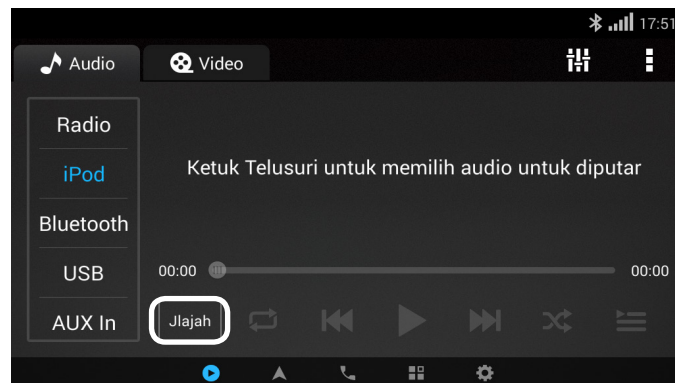 17:51
Audio Video
Radio
iPod
Ketuk Telusuri untuk memilih audio untuk diputar
Bluetooth
USB
00:00 00:00
AUX In
Jlajah